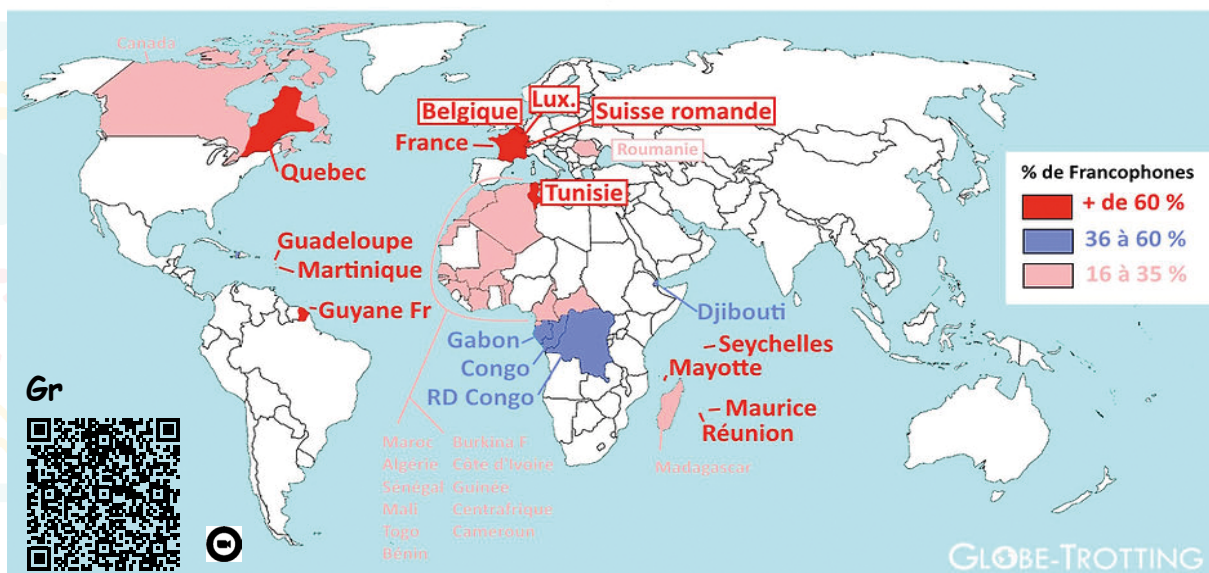 Canada
Lux.
Belgique
Suisse romande
France
Roumanie
Quebec
% de Francophones
+ de 60 %
36 à 60 %
16 à 35 %
Tunisie
Guadeloupe
Martinique
Guyane Fr
Djibouti
Gabon
Congo
RD Congo
Seychelles
Mayotte
Maurice
Réunion
Madagascar
Gr
Maroc
Algérie
Sénégal
Mali
Togo
Bénin
Burkina F
Côte d'Ivoire
Guinée
Centrafrique
Cameroun
GLOBE-TROTTING